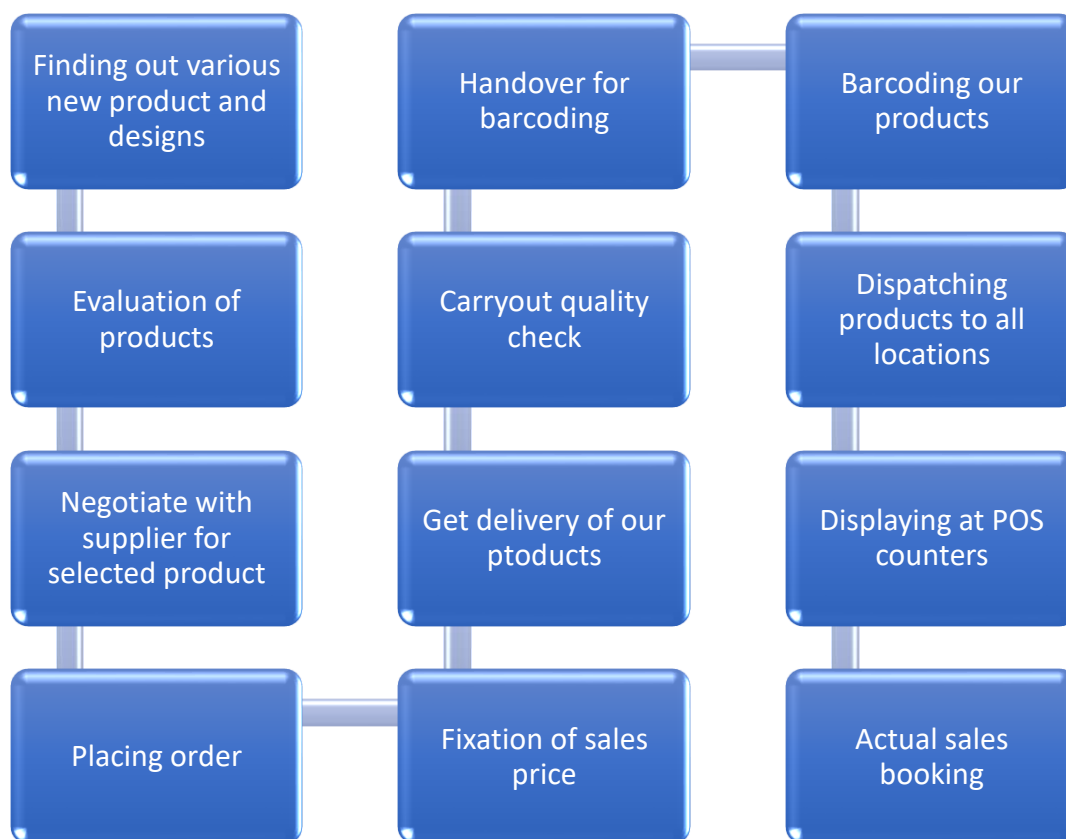 Finding out various
new product and
designs
Evaluation of
products
Negotiate with
supplier for
selected product
Placing order
Fixation of sales
price
Get delivery of our
ptoducts
Carryout quality
check
Handover for
barcoding
Barcoding our
products
Dispatching
products to all
locations
Displaying at POS
counters
Actual sales
booking